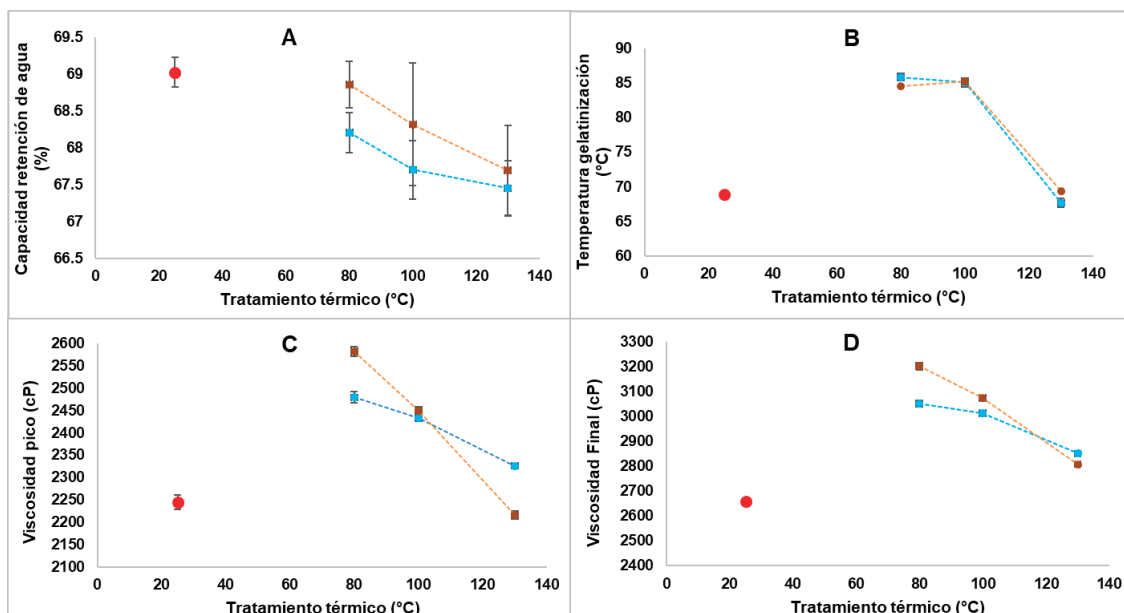 A
Capacidad retención de agua
(%)
69.5
69
68.5
68
67.5
67
66.5
0 20 40 60 80 100 120 140
Tratamiento térmico (°C)
B
Temperatura gelatinización
(°C)
90
85
80
75
70
65
60
0 20 40 60 80 100 120 140
Tratamiento térmico (°C)
C
Viscosidad pico (cP)
2600
2550
2500
2450
2400
2350
2300
2250
2200
2150
2100
0 20 40 60 80 100 120 140
Tratamiento térmico (°C)
D
Viscosidad Final (cP)
3300
3200
3100
3000
2900
2800
2700
2600
2500
2400
0 20 40 60 80 100 120 140
Tratamiento térmico (°C)